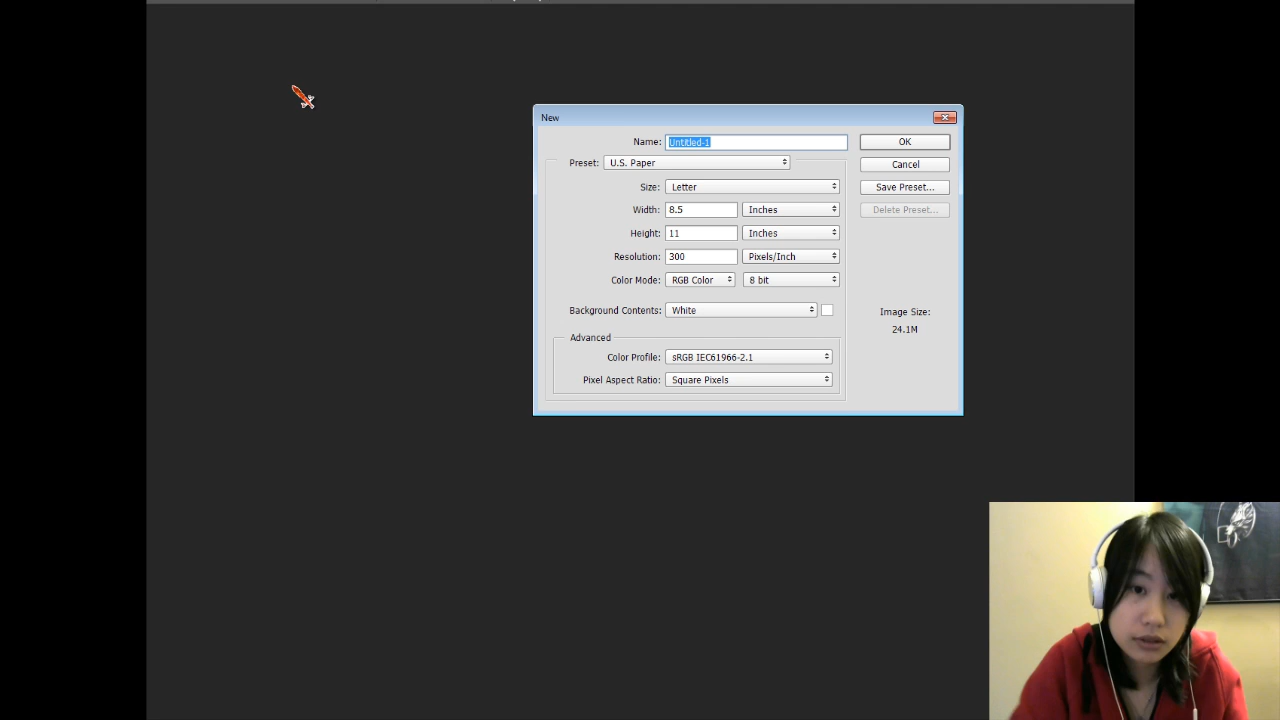 New
Name: Untitled-1
OK
Preset: U.S. Paper
Cancel
Size: Letter
Save Preset...
Width: 8.5 Inches
Delete Preset...
Height: 11 Inches
Resolution: 300 Pixels/Inch
Color Mode: RGB Color 8 bit
Background Contents: White
Image Size:
24.1M
Advanced
Color Profile: sRGB IEC61966-2.1
Pixel Aspect Ratio: Square Pixels